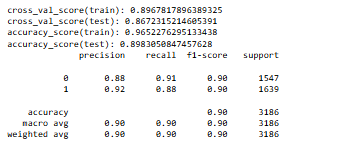 cross_val_score(train): 0.8967817896389325
cross_val_score(test): 0.8672315214605391
accuracy_score(train): 0.9652276295133438
accuracy_score(test): 0.8983050847457628
precision recall f1-score support
0 0.88 0.91 0.90 1547
1 0.92 0.88 0.90 1639
accuracy 0.90 3186
macro avg 0.90 0.90 0.90 3186
weighted avg 0.90 0.90 0.90 3186